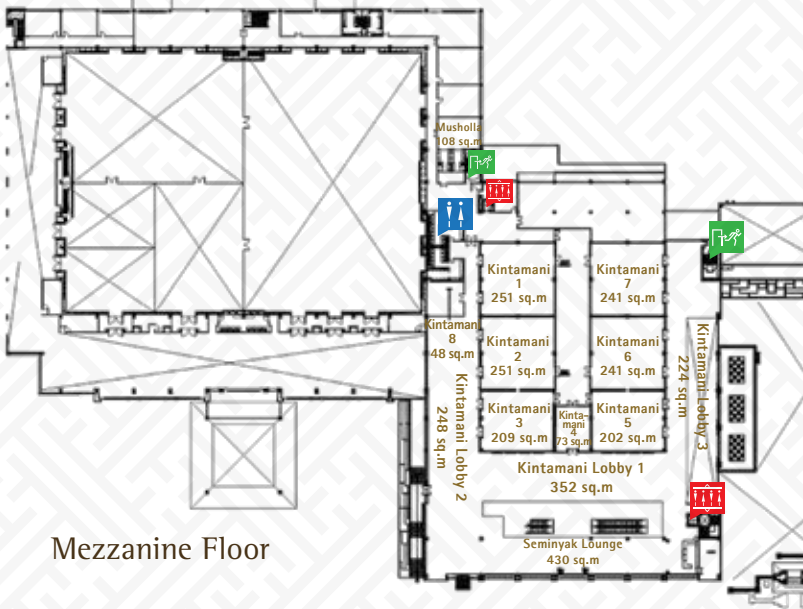 Musholla
108 sq.m
Kintamani
1
251 sq.m
Kintamani
7
241 sq.m
Kintamani
8
48 sq.m
Kintamani
2
251 sq.m
Kintamani
6
241 sq.m
Kintamani Lobby 3
224 sq.m
Kintamani Lobby 2
248 sq.m
Kintamani
3
209 sq.m
Kinta-
mani
4
73 sq.m
Kintamani
5
202 sq.m
Kintamani Lobby 1
352 sq.m
Seminyak Lounge
430 sq.m
Mezzanine Floor